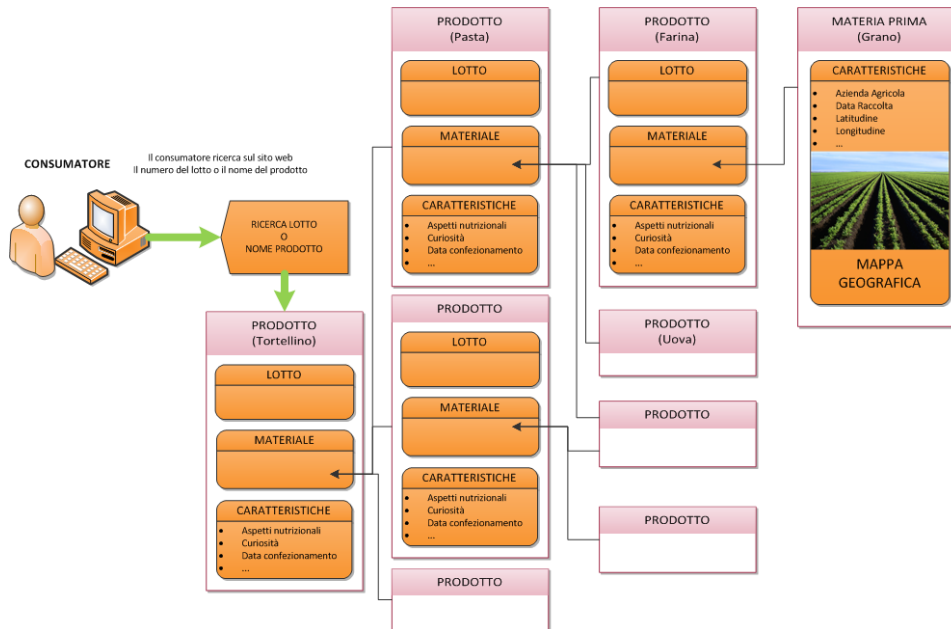 CONSUMATORE
Il consumatore ricerca sul sito web
Il numero del lotto o il nome del prodotto
RICERCA LOTTO
O
NOME PRODOTTO
PRODOTTO
(Tortellino)
LOTTO
MATERIALE
CARATTERISTICHE
• Aspetti nutrizionali
• Curiosità
• Data confezionamento
• ...
PRODOTTO
(Pasta)
LOTTO
MATERIALE
CARATTERISTICHE
• Aspetti nutrizionali
• Curiosità
• Data confezionamento
• ...
PRODOTTO
LOTTO
MATERIALE
CARATTERISTICHE
• Aspetti nutrizionali
• Curiosità
• Data confezionamento
• ...
PRODOTTO
PRODOTTO
(Farina)
LOTTO
MATERIALE
CARATTERISTICHE
• Aspetti nutrizionali
• Curiosità
• Data confezionamento
• ...
PRODOTTO
(Uova)
PRODOTTO
PRODOTTO
MATERIA PRIMA
(Grano)
CARATTERISTICHE
• Azienda Agricola
• Data Raccolta
• Latitudine
• Longitudine
• ...
MAPPA
GEOGRAFICA